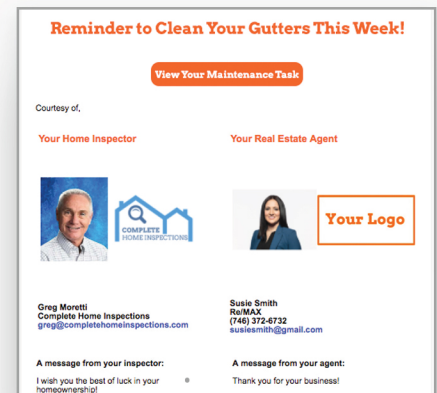 Reminder to Clean Your Gutters This Week!
View Your Maintenance Task
Courtesy of,
Your Home Inspector
Your Real Estate Agent
COMPLETE
HOME INSPECTIONS
Your Logo
Greg Moretti
Complete Home Inspections
greg@completehomeinspections.com
Susie Smith
Re/MAX
(746) 372-6732
susiesmith@gmail.com
A message from your inspector:
I wish you the best of luck in your
homeownership!
A message from your agent:
Thank you for your business!